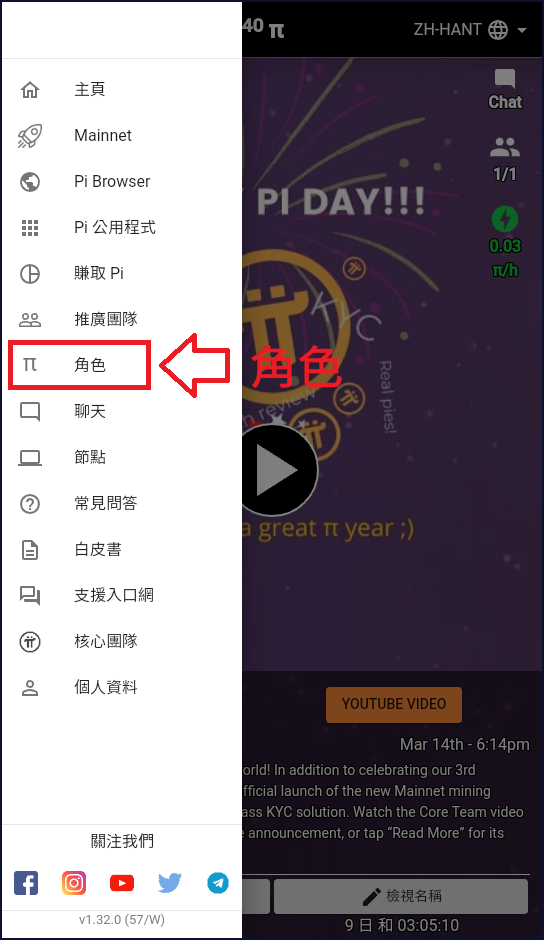 40 π
ZH-HANT
主頁
Mainnet
Pi Browser
Pi 公用程式
賺取 Pi
推廣團隊
π 角色
角色
聊天
節點
常見問答
白皮書
支援入口網
核心團隊
個人資料
Chat
1/1
0.03
π/h
PI DAY!!!
KYC
Real pies!
in review
a great π year ;)
YOUTUBE VIDEO
Mar 14th - 6:14pm
orld! In addition to celebrating our 3rd
fficial launch of the new Mainnet mining
ass KYC solution. Watch the Core Team video
e announcement, or tap “Read More” for its
關注我們
v1.32.0 (57/W)
檢視名稱
9 日 和 03:05:10